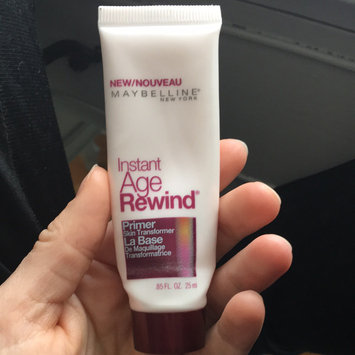 NEW/NOUVEAU
MAYBELLINE
NEW YORK
Instant
Age
Rewind®
Primer
Skin Transformer
La Base
De Maquillage
Transformatrice
.85 FL. OZ. 25 ml